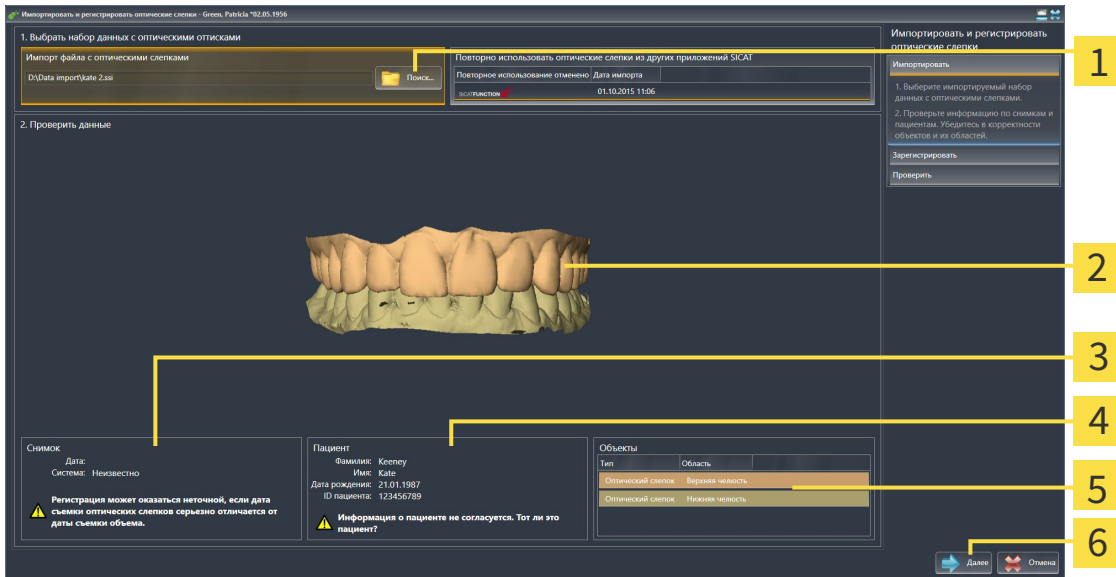 Импортировать и регистрировать оптические слепки - Green, Patricia *02.05.1956
1. Выбрать набор данных с оптическими оттисками
Импорт файла с оптическими слепками
D:\Data import\kate 2.ssi
Поиск...
Повторно использовать оптические слепки из других приложений SICAT
Повторное использование отменено Дата импорта
SICATFUNCTION 01.10.2015 11:06
2. Проверить данные
Снимок
Дата:
Система: Неизвестно
Регистрация может оказаться неточной, если дата
съемки оптических слепков серьезно отличается от
даты съемки объема.
Пациент
Фамилия: Keeney
Имя: Kate
Дата рождения: 21.01.1987
ID пациента: 123456789
Информация о пациенте не согласуется. Тот ли это
пациент?
Объекты
Тип Область
Оптический слепок Верхняя челюсть
Оптический слепок Нижняя челюсть
Импортировать и регистрировать
оптические слепки
Импортировать
1. Выберите импортируемый набор
данных с оптическими слепками.
2. Проверьте информацию по снимкам и
пациентам. Убедитесь в корректности
объектов и их областей.
Зарегистрировать
Проверить
Далее
Отмена
1
2
3
4
5
6